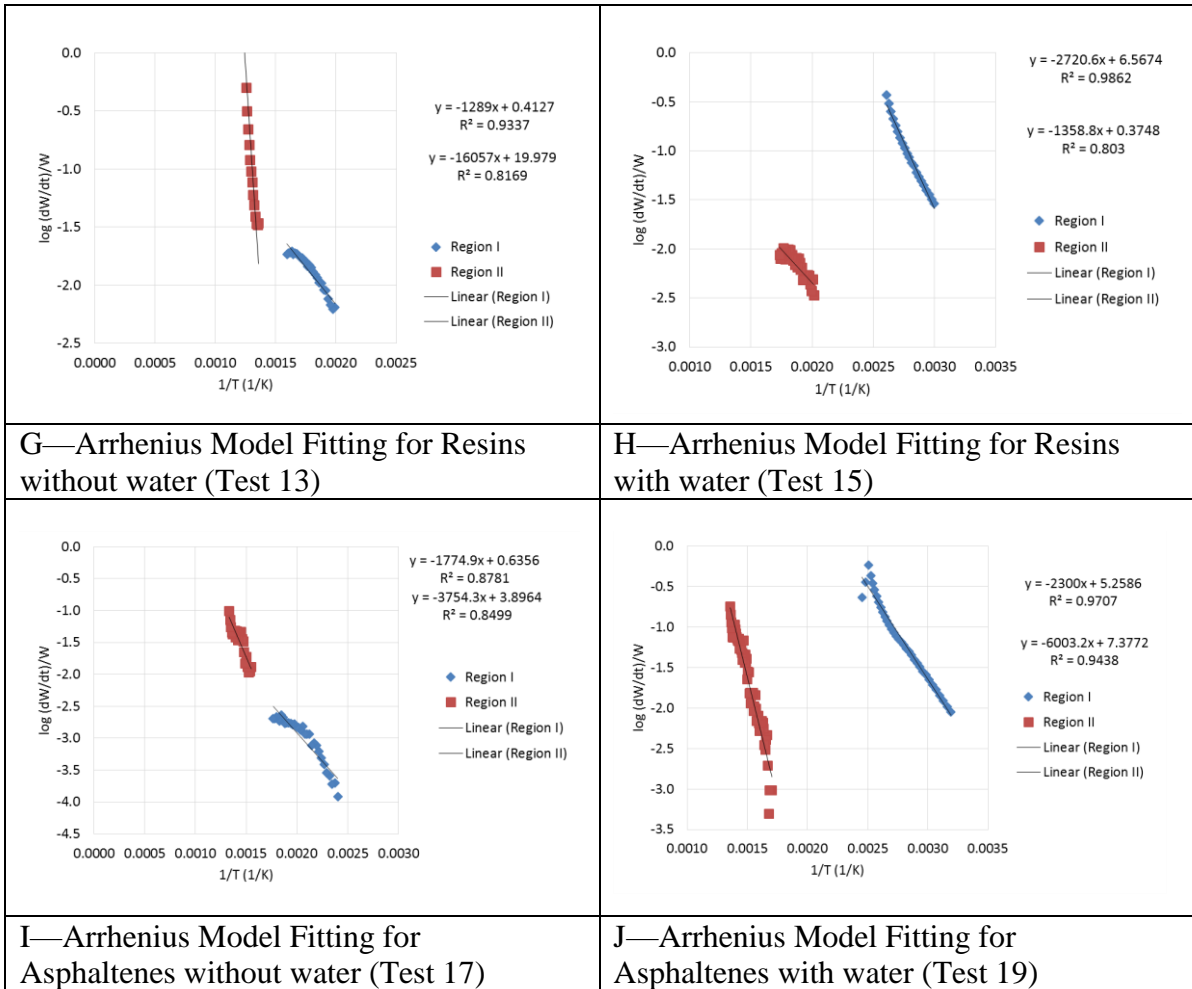 0.0
-0.5
-1.0
-1.5
-2.0
-2.5
log (dW/dt)/W
0.0000 0.0005 0.0010 0.0015 0.0020 0.0025
1/T (1/K)
y = -1289x + 0.4127
R² = 0.9337
y = -16057x + 19.979
R² = 0.8169
Region I
Region II
Linear (Region I)
Linear (Region II)
0.0
-0.5
-1.0
-1.5
-2.0
-2.5
-3.0
log (dW/dt)/W
0.0010 0.0015 0.0020 0.0025 0.0030 0.0035
1/T (1/K)
y = -2720.6x + 6.5674
R² = 0.9862
y = -1358.8x + 0.3748
R² = 0.803
Region I
Region II
Linear (Region I)
Linear (Region II)
G—Arrhenius Model Fitting for Resins
without water (Test 13)
H—Arrhenius Model Fitting for Resins
with water (Test 15)
0.0
-0.5
-1.0
-1.5
-2.0
-2.5
-3.0
-3.5
-4.0
-4.5
log (dW/dt)/W
0.0000 0.0005 0.0010 0.0015 0.0020 0.0025 0.0030
1/T (1/K)
y = -1774.9x + 0.6356
R² = 0.8781
y = -3754.3x + 3.8964
R² = 0.8499
Region I
Region II
Linear (Region I)
Linear (Region II)
0.0
-0.5
-1.0
-1.5
-2.0
-2.5
-3.0
-3.5
log (dW/dt)/W
0.0010 0.0015 0.0020 0.0025 0.0030 0.0035
1/T (1/K)
y = -2300x + 5.2586
R² = 0.9707
y = -6003.2x + 7.3772
R² = 0.9438
Region I
Region II
Linear (Region I)
Linear (Region II)
I—Arrhenius Model Fitting for
Asphaltenes without water (Test 17)
J—Arrhenius Model Fitting for
Asphaltenes with water (Test 19)